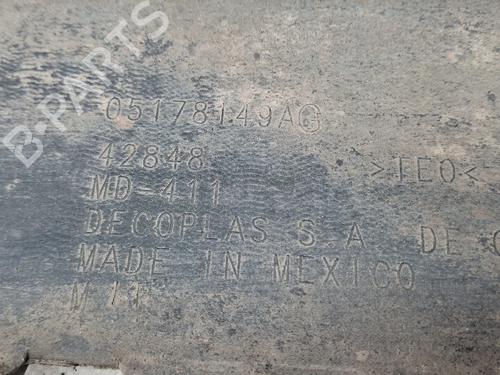 B-PARTS
05178149AG
42848 >TEO<
MD-411
DECOPLAS S.A. DE
MADE IN MEXICO